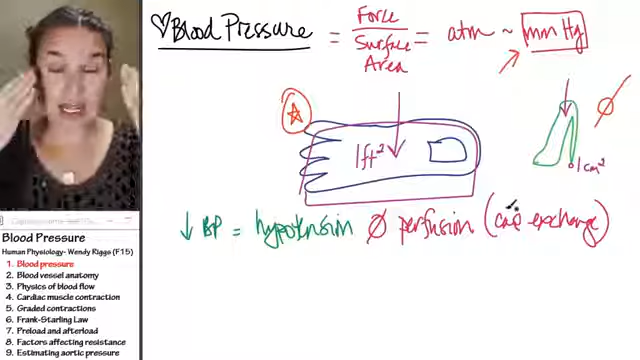 ♡Blood Pressure = Force / Surface Area = atm ~ mm Hg
1ft²
1cm²
↓ BP = hypotension ∅ perfusion (cap exchange)
Blood Pressure
Human Physiology- Wendy Riggs (F15)
1. Blood pressure
2. Blood vessel anatomy
3. Physics of blood flow
4. Cardiac muscle contraction
5. Graded contractions
6. Frank-Starling Law
7. Preload and afterload
8. Factors affecting resistance
9. Estimating aortic pressure